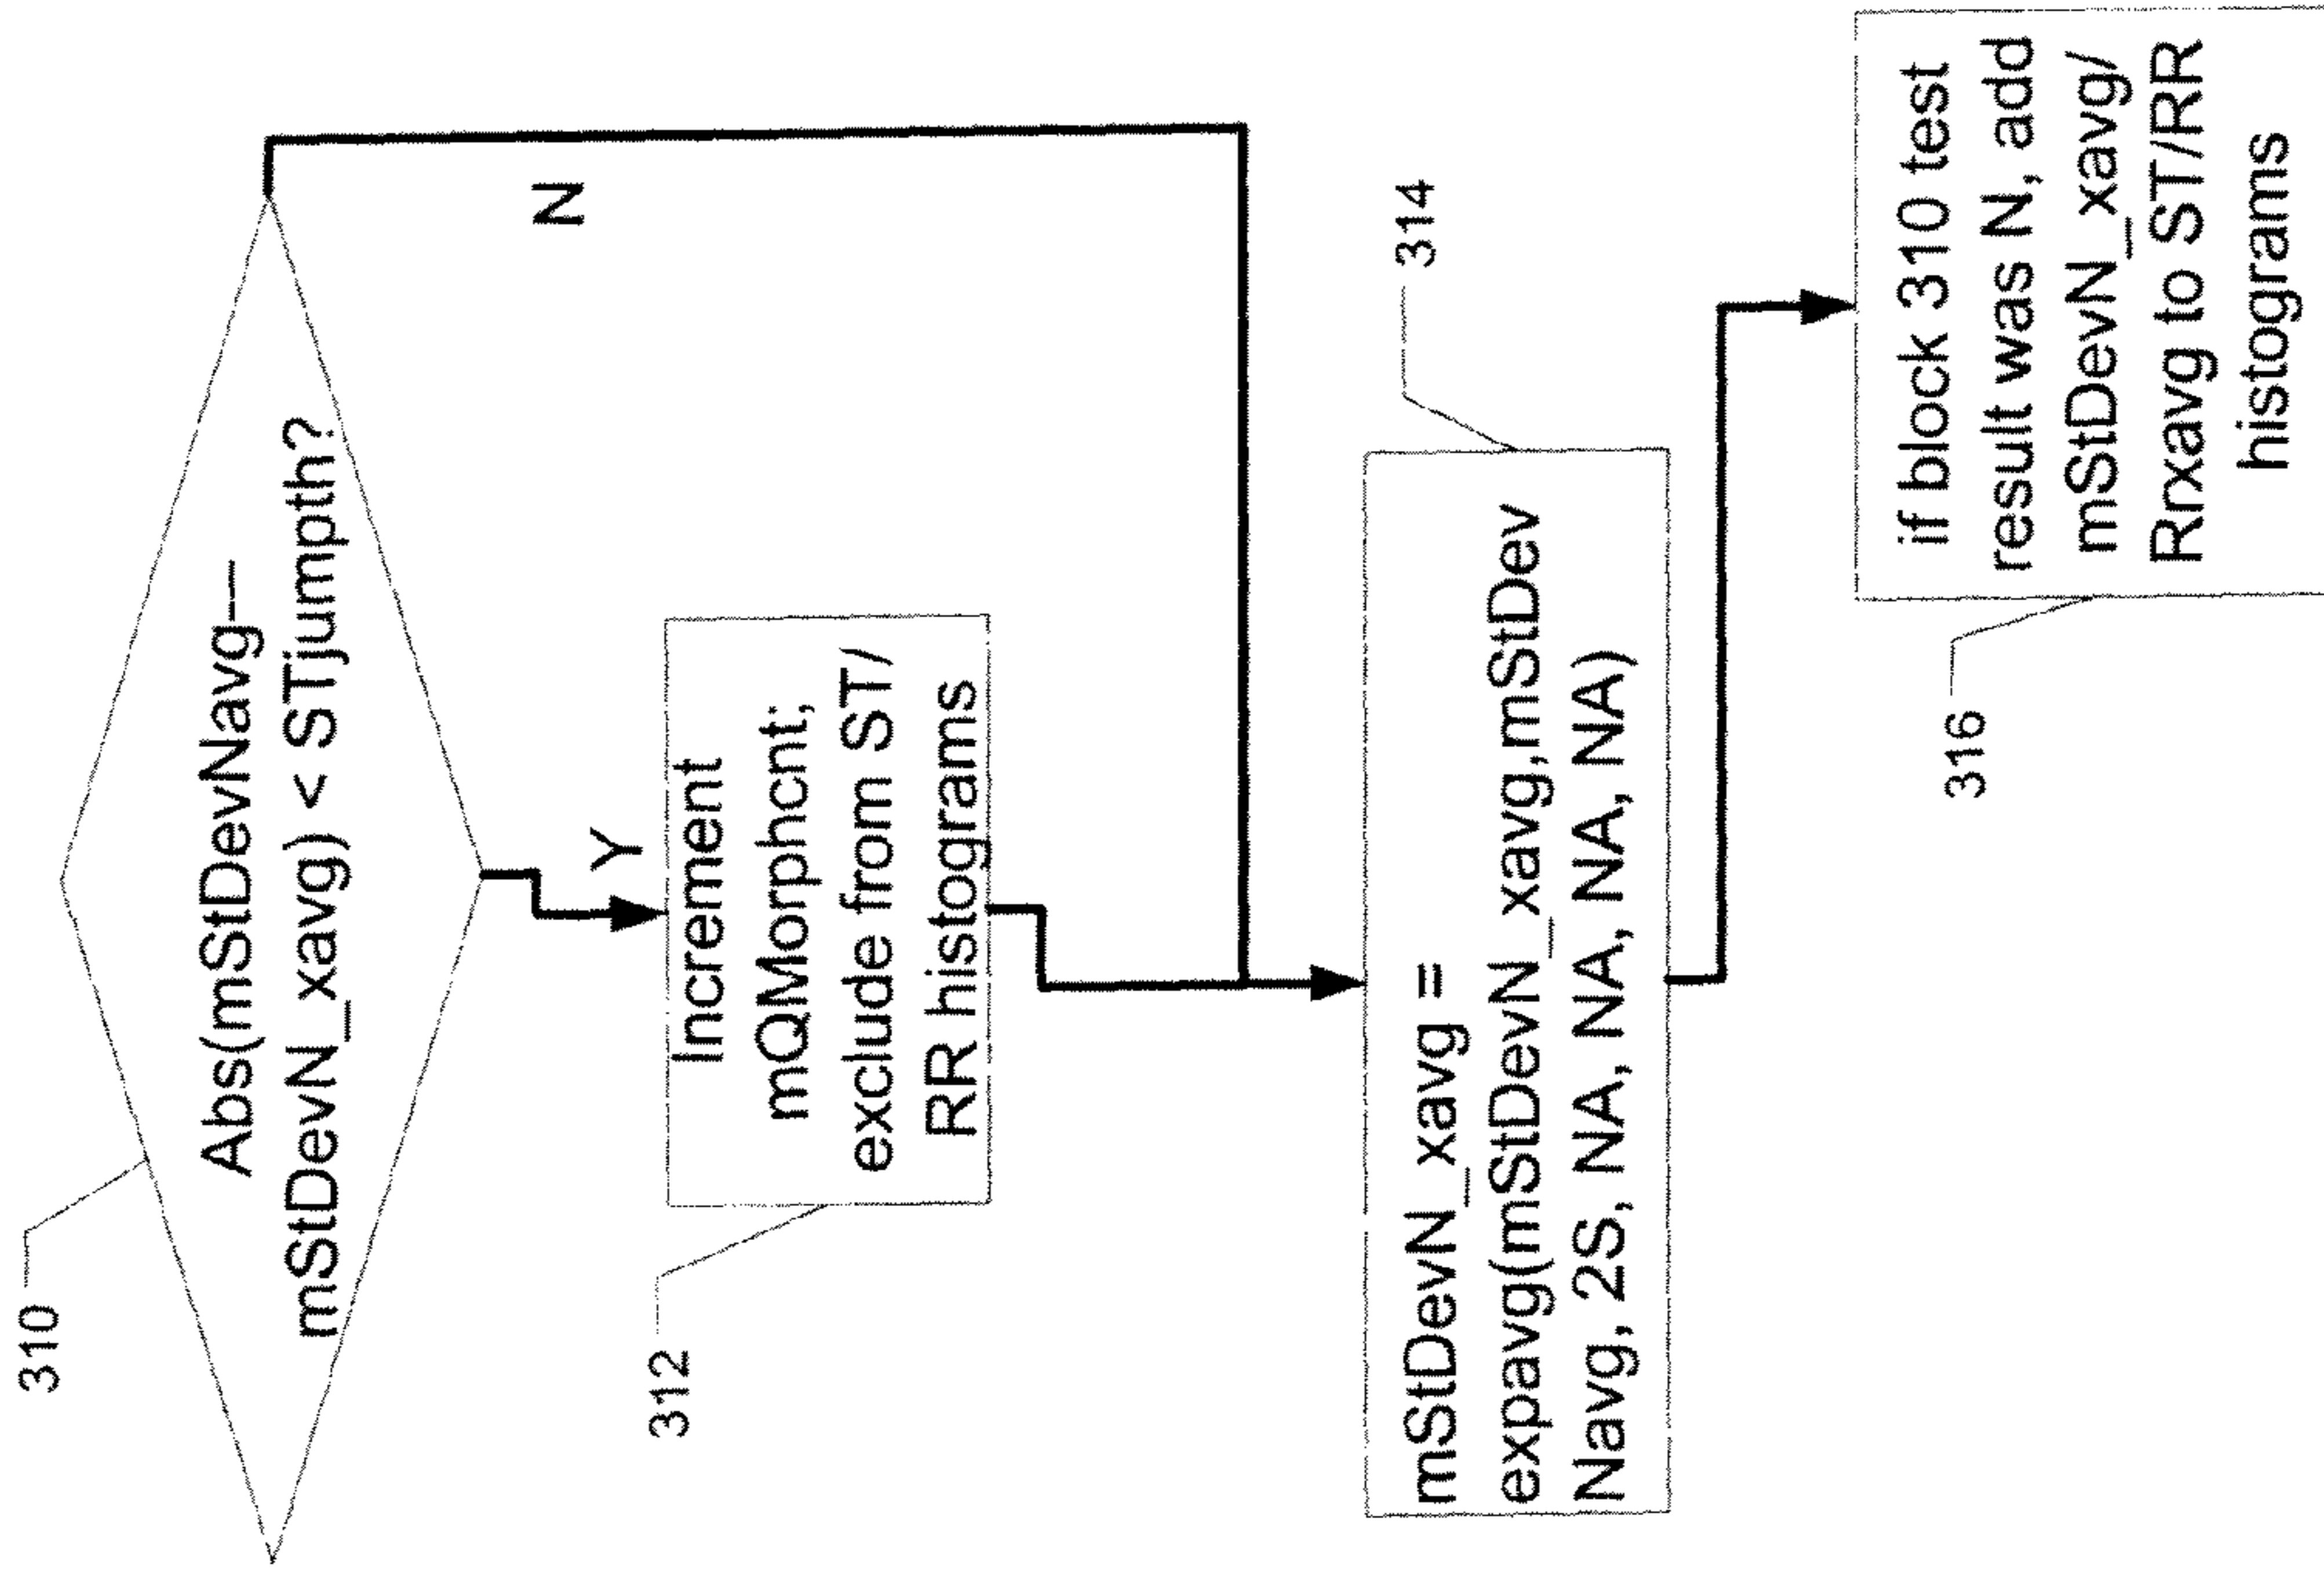 310
Abs(mStDevNavg—
mStDevN_xavg) < STjumpth?
N
Y
312
Increment
mQMorphcnt;
exclude from ST/
RR histograms
314
mStDevN_xavg =
expavg(mStDevN_xavg,mStDev
Navg, 2S, NA, NA, NA, NA)
316
if block 310 test
result was N, add
mStDevN_xavg/
Rrxavg to ST/RR
histograms